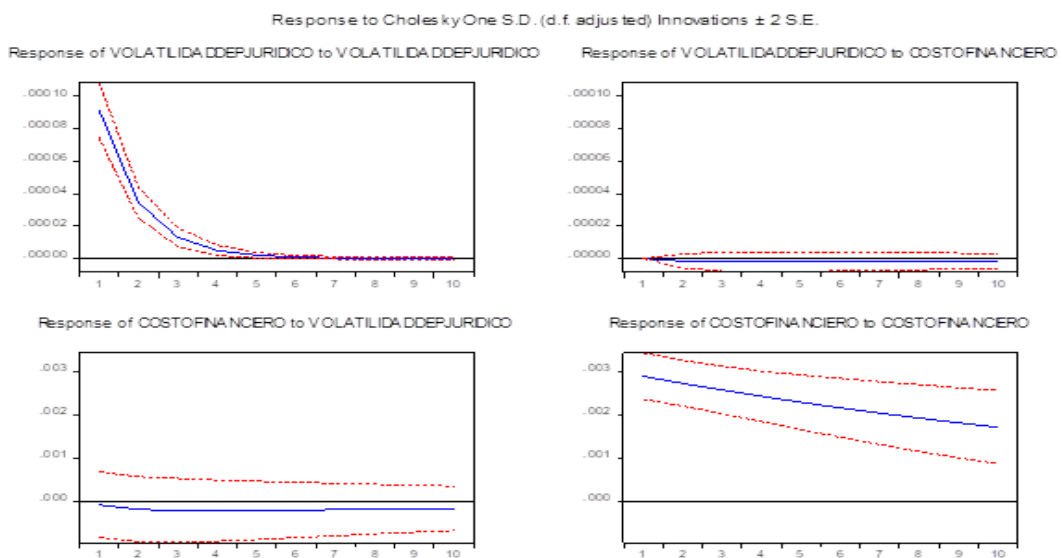 Response to Cholesky One S.D. (d.f. adjusted) Innovations ± 2 S.E.
Response of VOLATILIDADDEPJURIDICO to VOLATILIDADDEPJURIDICO
Response of VOLATILIDADDEPJURIDICO to COSTOFINANCIERO
.00010
.00008
.00006
.00004
.00002
.00000
1 2 3 4 5 6 7 8 9 10
.00010
.00008
.00006
.00004
.00002
.00000
1 2 3 4 5 6 7 8 9 10
Response of COSTOFINANCIERO to VOLATILIDADDEPJURIDICO
Response of COSTOFINANCIERO to COSTOFINANCIERO
.003
.002
.001
.000
1 2 3 4 5 6 7 8 9 10
.003
.002
.001
.000
1 2 3 4 5 6 7 8 9 10